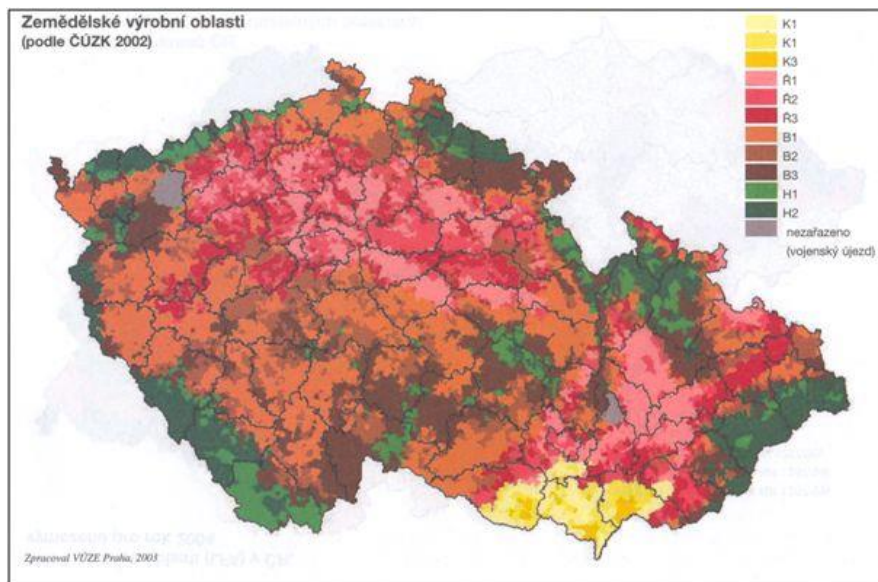 Zemědělské výrobní oblasti
(podle ČÚZK 2002)
K1
K1
K3
Ř1
Ř2
Ř3
B1
B2
B3
H1
H2
nezařazeno
(vojenský újezd)
Zpracoval VÚZE Praha, 2003